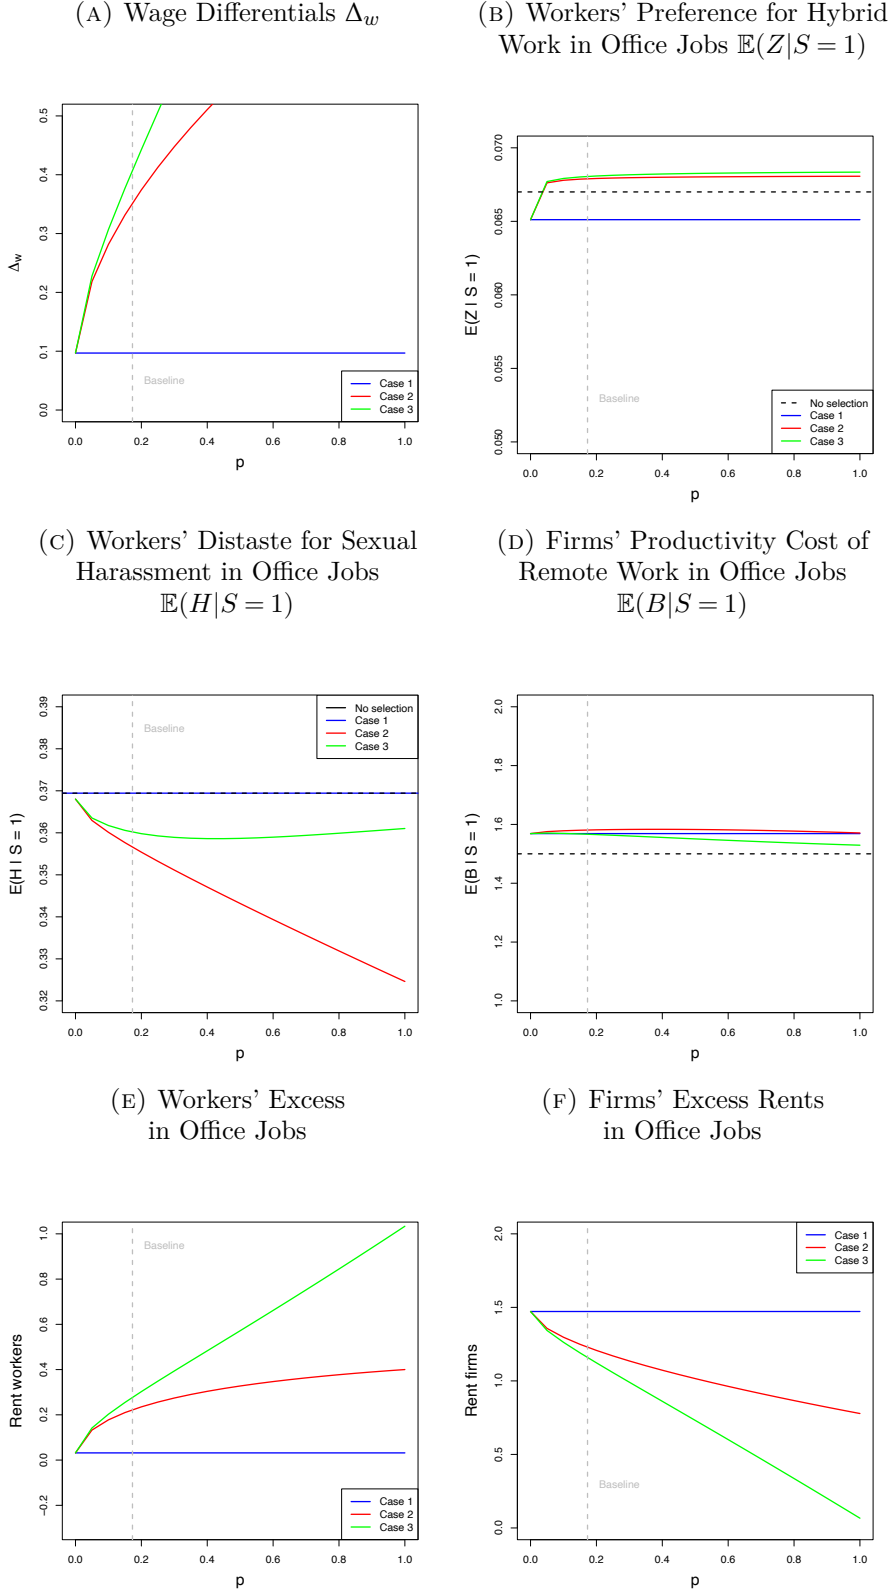 (A) Wage Differentials Δw
0.5
0.4
0.3
0.2
0.1
0.0
Δw
Baseline
Case 1
Case 2
Case 3
0.0 0.2 0.4 0.6 0.8 1.0
p
(B) Workers' Preference for Hybrid
Work in Office Jobs 𝔼(Z|S = 1)
0.070
0.065
0.060
0.055
0.050
E(Z | S = 1)
Baseline
No selection
Case 1
Case 2
Case 3
0.0 0.2 0.4 0.6 0.8 1.0
p
(C) Workers' Distaste for Sexual
Harassment in Office Jobs
𝔼(H|S = 1)
0.39
0.38
0.37
0.36
0.35
0.34
0.33
0.32
E(H | S = 1)
Baseline
No selection
Case 1
Case 2
Case 3
0.0 0.2 0.4 0.6 0.8 1.0
p
(D) Firms' Productivity Cost of
Remote Work in Office Jobs
𝔼(B|S = 1)
2.0
1.8
1.6
1.4
1.2
1.0
E(B | S = 1)
Baseline
No selection
Case 1
Case 2
Case 3
0.0 0.2 0.4 0.6 0.8 1.0
p
(E) Workers' Excess
in Office Jobs
1.0
0.8
0.6
0.4
0.2
0.0
−0.2
Rent workers
Baseline
Case 1
Case 2
Case 3
0.0 0.2 0.4 0.6 0.8 1.0
p
(F) Firms' Excess Rents
in Office Jobs
2.0
1.5
1.0
0.5
0.0
Rent firms
Case 1
Case 2
Case 3
Baseline
0.0 0.2 0.4 0.6 0.8 1.0
p